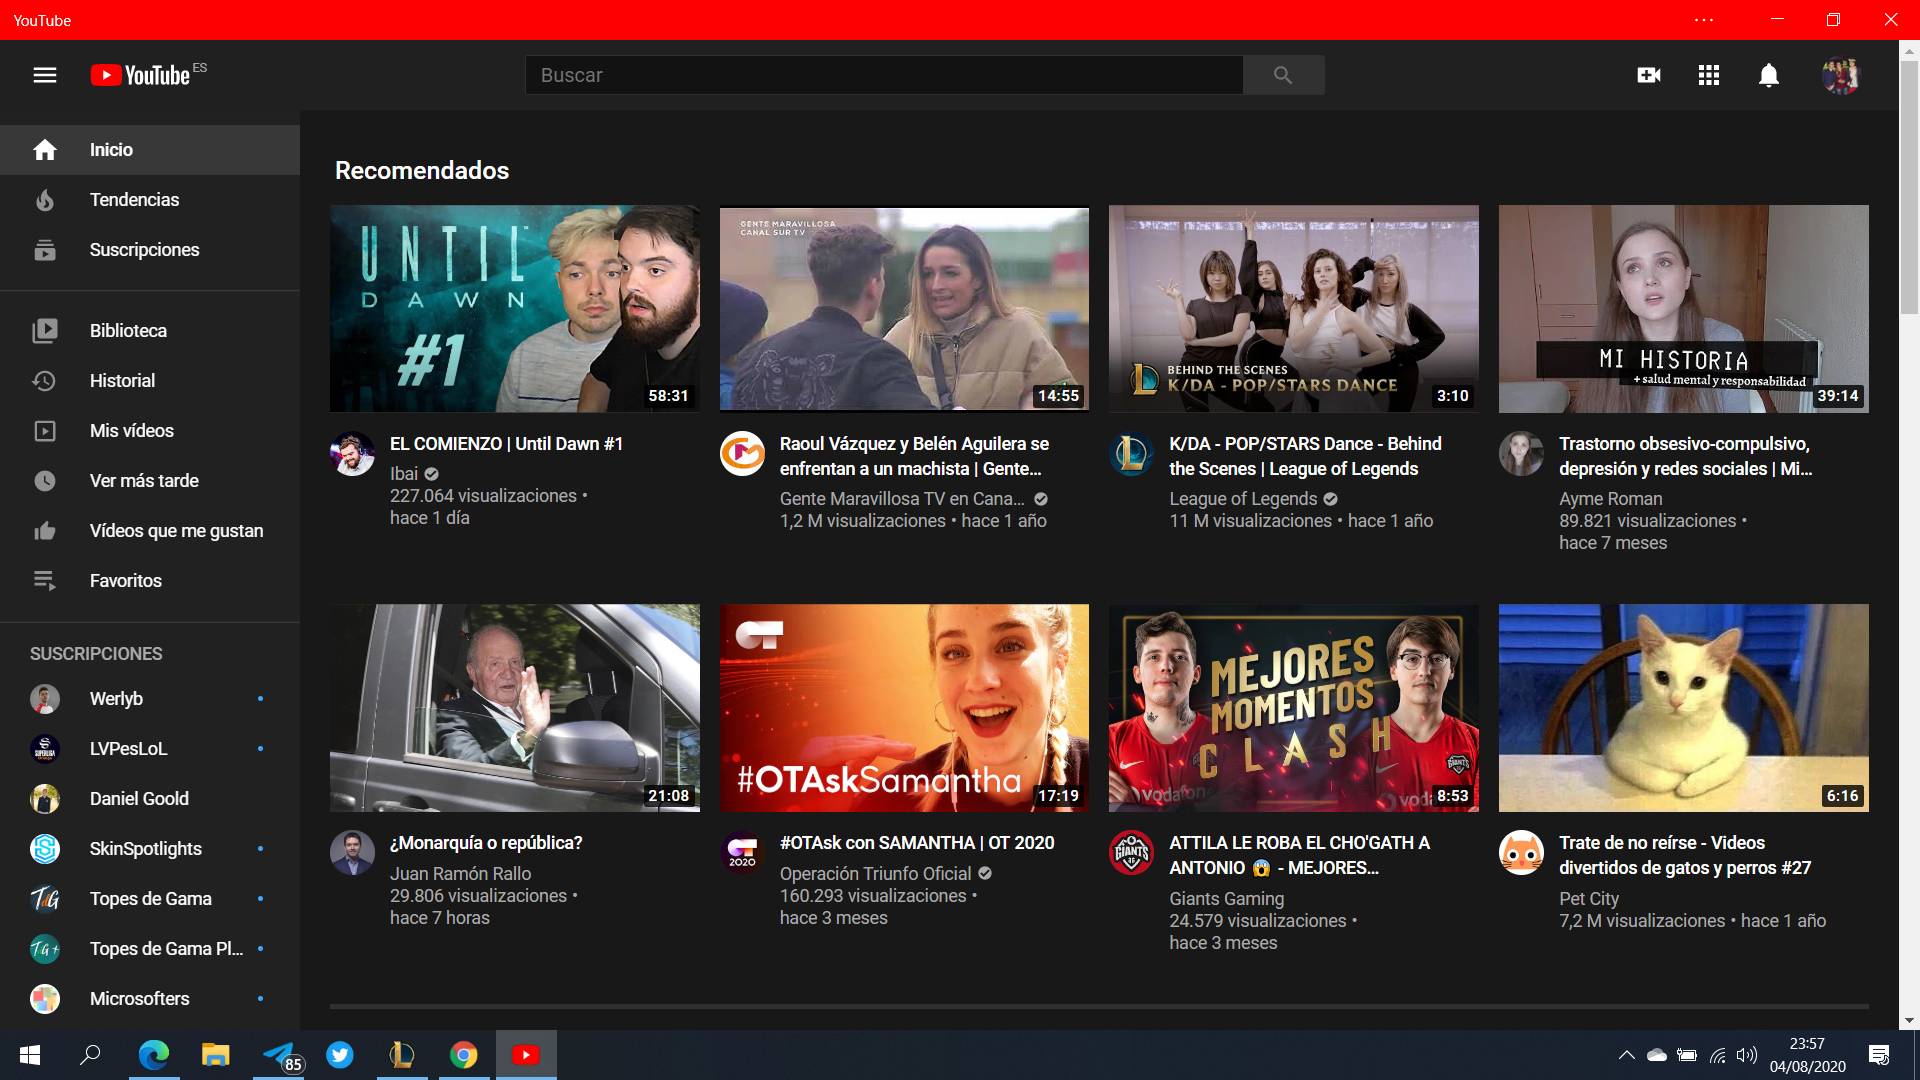 YouTube
YouTube ES
Buscar
Inicio
Tendencias
Suscripciones
Biblioteca
Historial
Mis vídeos
Ver más tarde
Vídeos que me gustan
Favoritos
SUSCRIPCIONES
Werlyb
LVPesLoL
Daniel Goold
SkinSpotlights
Topes de Gama
Topes de Gama Pl...
Microsofters
Recomendados
UNTIL
DAWN
#1
58:31
EL COMIENZO | Until Dawn #1
Ibai
227.064 visualizaciones •
hace 1 día
GENTE MARAVILLOSA
CANAL SUR TV
14:55
Raoul Vázquez y Belén Aguilera se
enfrentan a un machista | Gente...
Gente Maravillosa TV en Cana...
1,2 M visualizaciones • hace 1 año
BEHIND THE SCENES
K/DA - POP/STARS DANCE
3:10
K/DA - POP/STARS Dance - Behind
the Scenes | League of Legends
League of Legends
11 M visualizaciones • hace 1 año
MI HISTORIA
+ salud mental y responsabilidad
39:14
Trastorno obsesivo-compulsivo,
depresión y redes sociales | Mi...
Ayme Roman
89.821 visualizaciones •
hace 7 meses
21:08
¿Monarquía o república?
Juan Ramón Rallo
29.806 visualizaciones •
hace 7 horas
OT
#OTAskSamantha
17:19
OT
2020
#OTAsk con SAMANTHA | OT 2020
Operación Triunfo Oficial
160.293 visualizaciones •
hace 3 meses
MEJORES
MOMENTOS
CLASH
vodafone
GIANTS
8:53
GIANTS
ATTILA LE ROBA EL CHO'GATH A
ANTONIO 😱 - MEJORES...
Giants Gaming
24.579 visualizaciones •
hace 3 meses
6:16
Trate de no reírse - Videos
divertidos de gatos y perros #27
Pet City
7,2 M visualizaciones • hace 1 año
85
23:57
04/08/2020